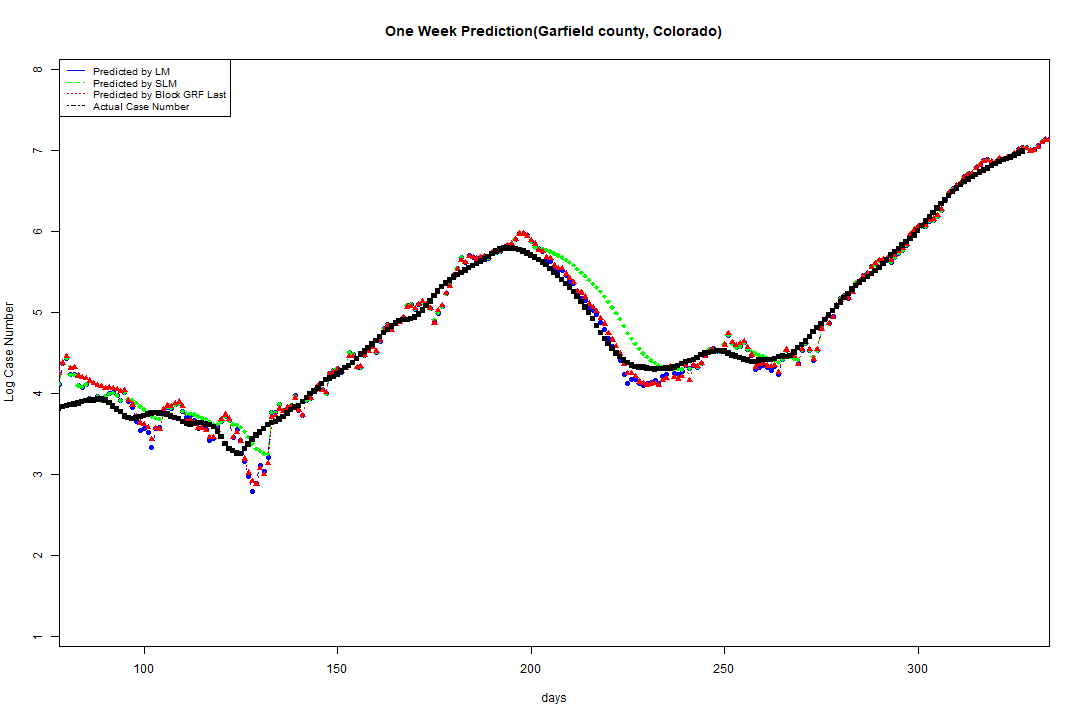 One Week Prediction(Garfield county, Colorado)
Predicted by LM
Predicted by SLM
Predicted by Block GRF Last
Actual Case Number
Log Case Number
8
7
6
5
4
3
2
1
100 150 200 250 300
days